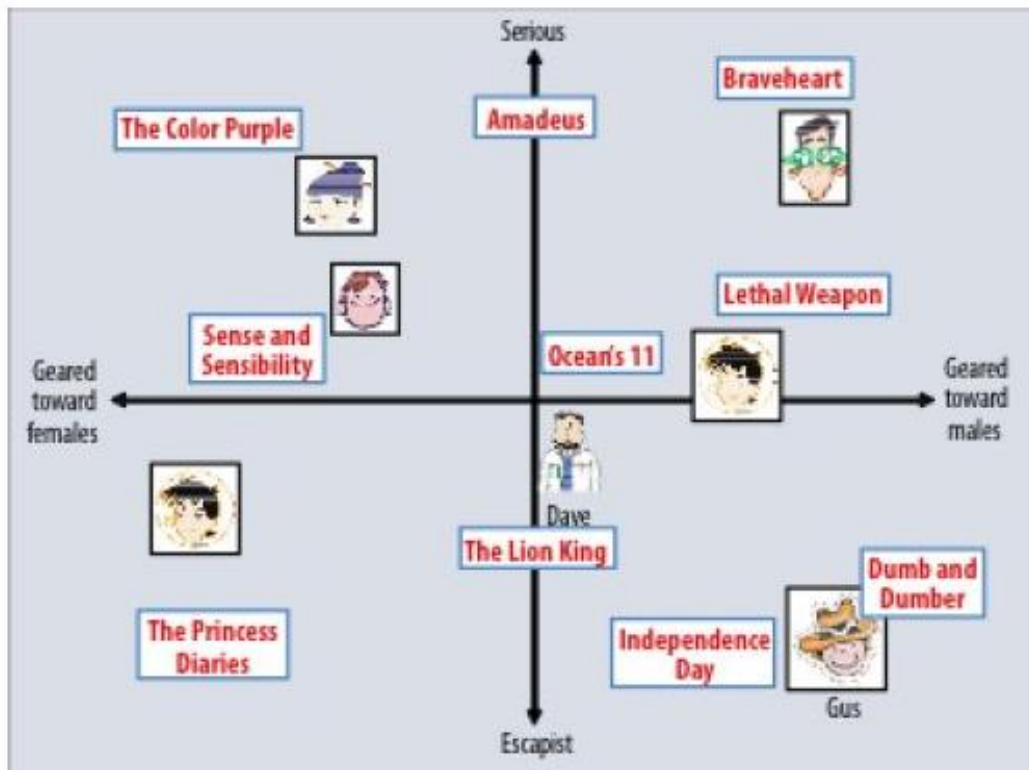 Serious
Braveheart
The Color Purple
Amadeus
Lethal Weapon
Sense and
Sensibility
Ocean's 11
Geared
toward
females
Geared
toward
males
Dave
The Lion King
Dumb and
Dumber
The Princess
Diaries
Independence
Day
Gus
Escapist